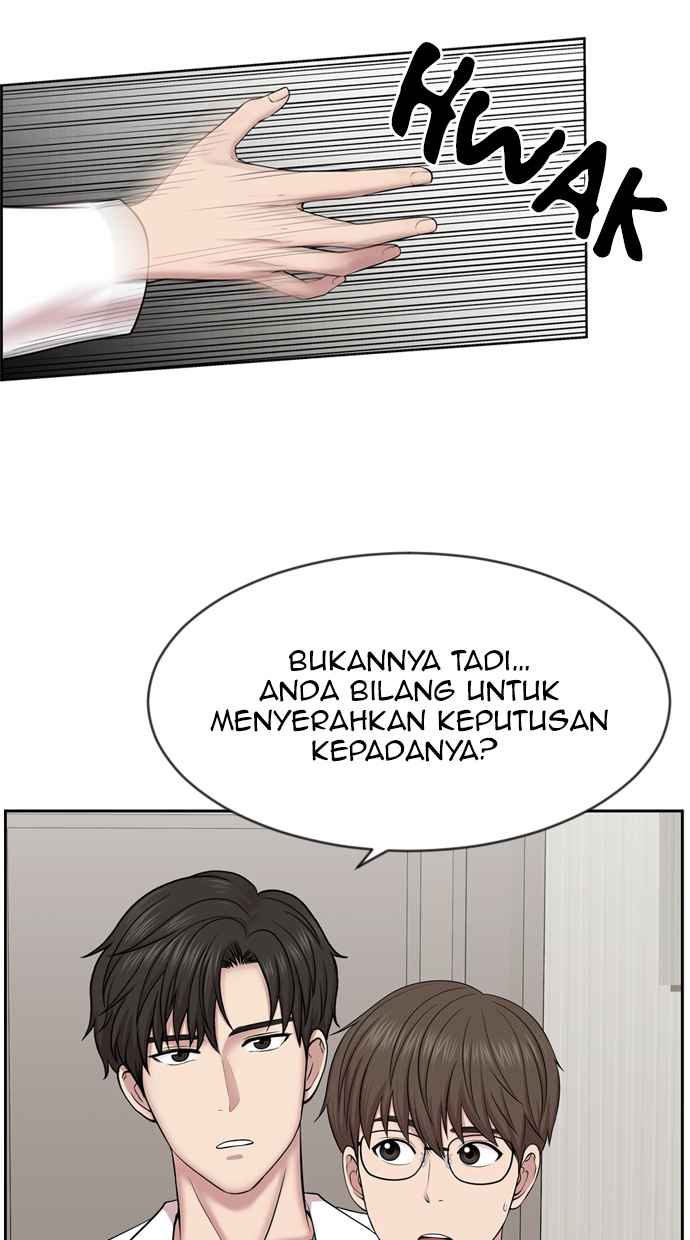 HWAK
BUKANNYA TADI...
ANDA BILANG UNTUK
MENYERAHKAN KEPUTUSAN
KEPADANYA?